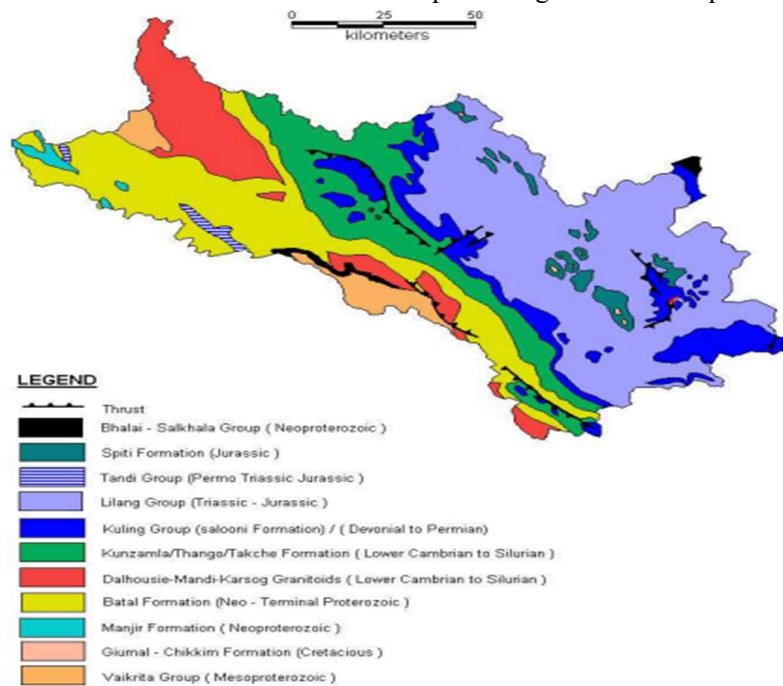 0 25 50
kilometers
LEGEND
Thrust
Bhalai - Salkhala Group ( Neoproterozoic )
Spiti Formation (Jurassic )
Tandi Group (Permo Triassic Jurassic )
Lilang Group (Triassic - Jurassic )
Kuling Group (salooni Formation) / ( Devonial to Permian)
Kunzamla/Thango/Takche Formation ( Lower Cambrian to Silurian )
Dalhousie-Mandi-Karsog Granitoids ( Lower Cambrian to Silurian )
Batal Formation (Neo - Terminal Proterozoic )
Manjir Formation ( Neoproterozoic )
Giumal - Chikkim Formation (Cretacious )
Vaikrita Group ( Mesoproterozoic )